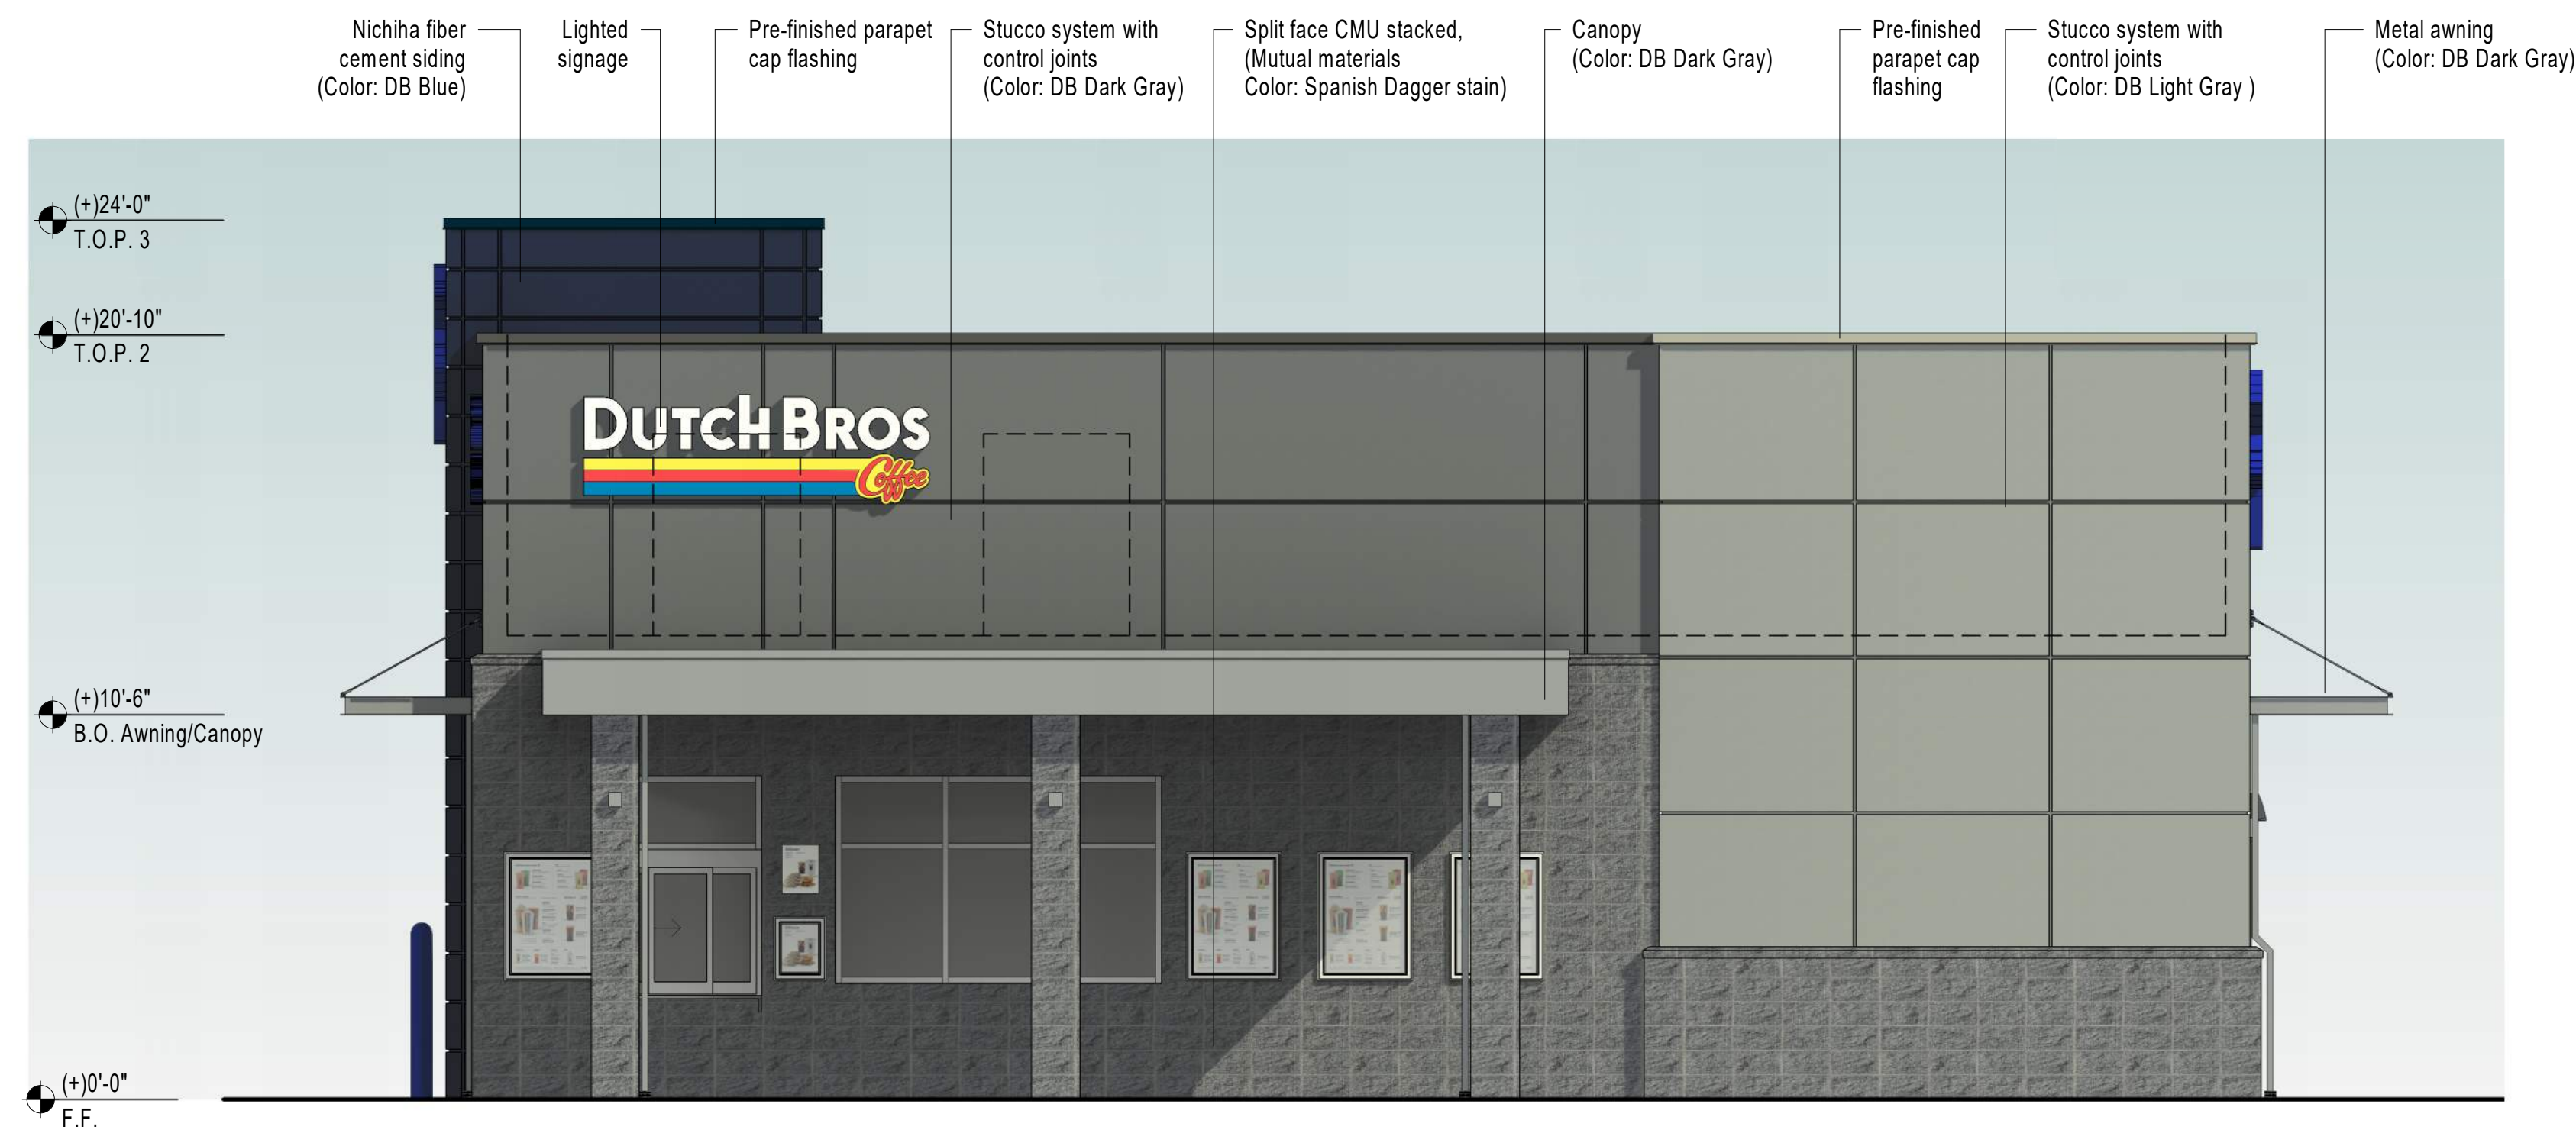 Nichiha fiber
cement siding
(Color: DB Blue)
Lighted
signage
Pre-finished parapet
cap flashing
Stucco system with
control joints
(Color: DB Dark Gray)
Split face CMU stacked,
(Mutual materials
Color: Spanish Dagger stain)
Canopy
(Color: DB Dark Gray)
Pre-finished
parapet cap
flashing
Stucco system with
control joints
(Color: DB Light Gray )
Metal awning
(Color: DB Dark Gray)
(+)24'-0"
T.O.P. 3
(+)20'-10"
T.O.P. 2
DUTCH BROS
Coffee
(+)10'-6"
B.O. Awning/Canopy
(+)0'-0"
F.F.